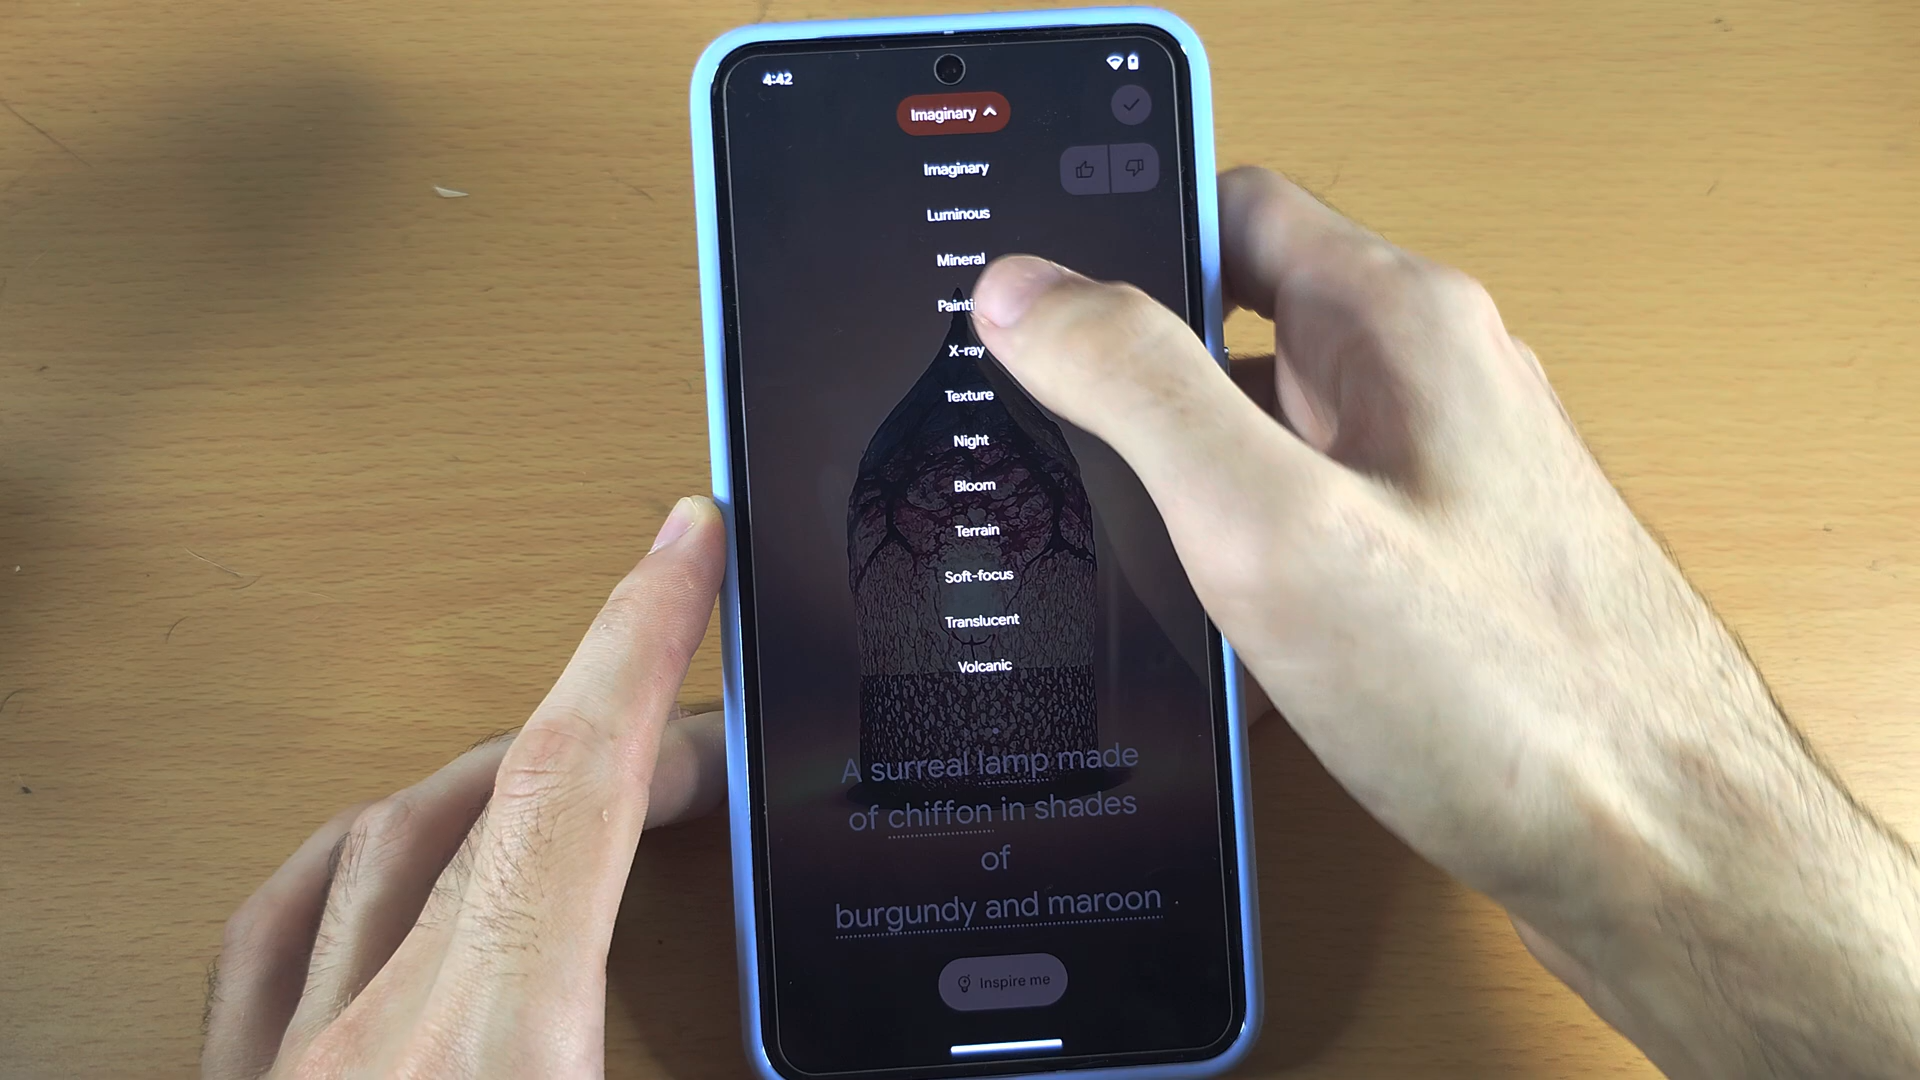 4:42
Imaginary
Imaginary
Luminous
Mineral
X-ray
Texture
Night
Bloom
Terrain
Soft-focus
Translucent
Volcanic
A surreal lamp made
of chiffon in shades
of
burgundy and maroon
Inspire me